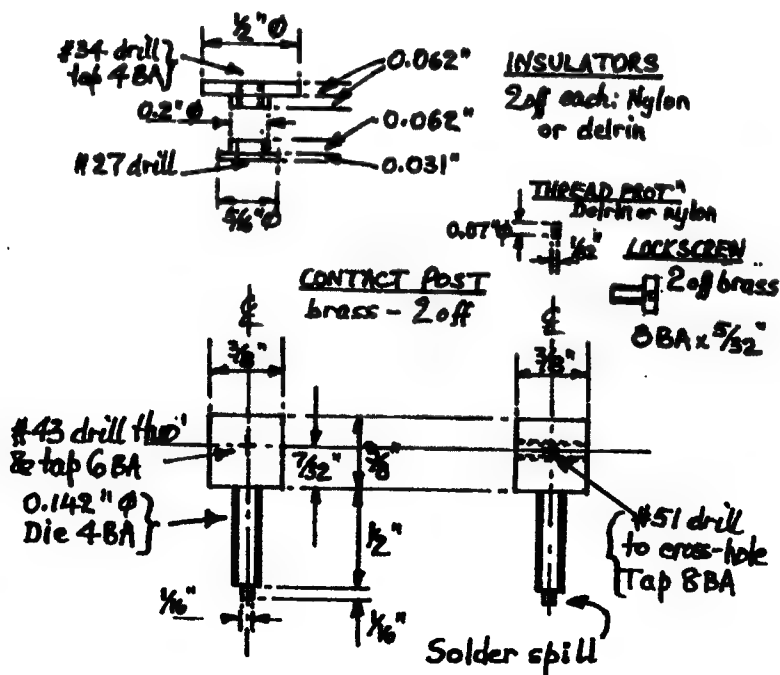 1/2" Ø
#34 drill
tap 4BA
0.062"
0.2" Ø
0.062"
#27 drill
0.031"
5/16" Ø
INSULATORS
2 off each: Nylon
or delrin
THREAD PROT"
Delrin or nylon
0.07" Ø
1/32"
LOCKSCREW
2 off brass
8BA x 5/32"
CONTACT POST
brass - 2 off
℄
℄
3/8"
3/8"
#43 drill thro'
& tap 6BA
7/32"
3/8"
0.142" Ø
Die 4BA
1/2"
#51 drill
to cross-hole
Tap 8BA
1/16"
1/16"
Solder spill